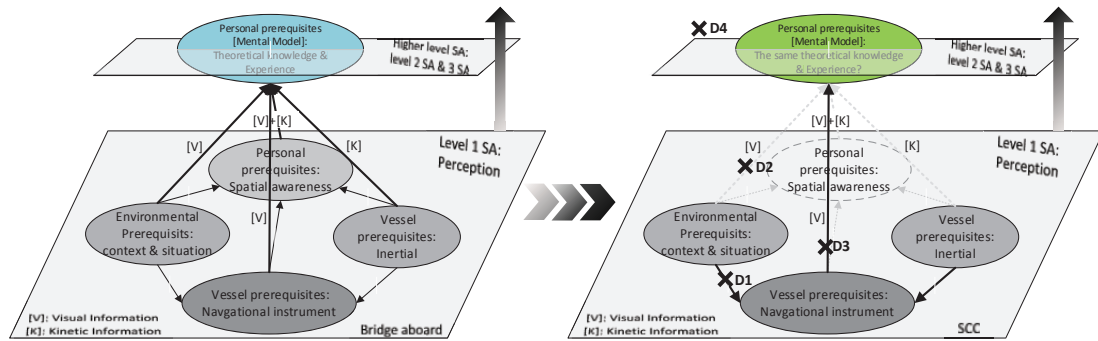 Personal prerequisites
[Mental Model]:
Theoretical knowledge &
Experience
Higher level SA:
level 2 SA & 3 SA
[V]
[V]+[K]
[K]
Level 1 SA:
Perception
Personal
prerequisites:
Spatial awareness
[V]
Environmental
Prerequisits:
context & situation
Vessel
prerequisites:
Inertial
Vessel prerequisites:
Navgational instrument
[V]: Visual Information
[K]: Kinetic Information
Bridge aboard
D4
Personal prerequisites
[Mental Model]:
The same theoretical knowledge
& Experience?
Higher level SA:
level 2 SA & 3 SA
[V]
[V]+[K]
[K]
D2
Level 1 SA:
Perception
Personal
prerequisites:
Spatial awareness
[V]
Environmental
Prerequisits:
context & situation
Vessel
prerequisites:
Inertial
D3
D1
Vessel prerequisites:
Navgational instrument
[V]: Visual Information
[K]: Kinetic Information
SCC